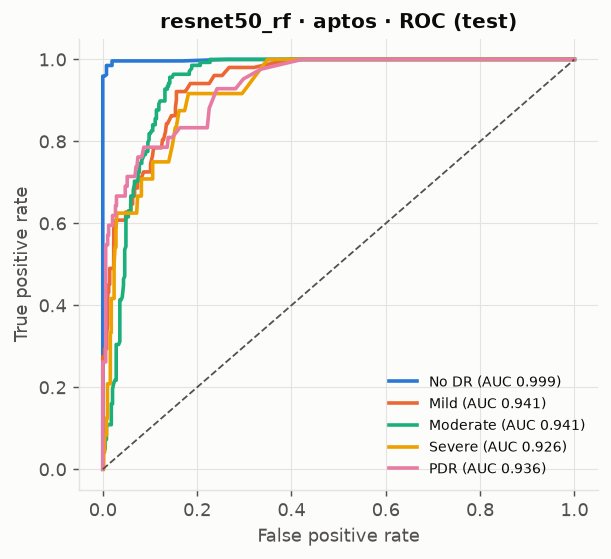 resnet50_rf · aptos · ROC (test)
True positive rate
1.0
0.8
0.6
0.4
0.2
0.0
No DR (AUC 0.999)
Mild (AUC 0.941)
Moderate (AUC 0.941)
Severe (AUC 0.926)
PDR (AUC 0.936)
0.0 0.2 0.4 0.6 0.8 1.0
False positive rate